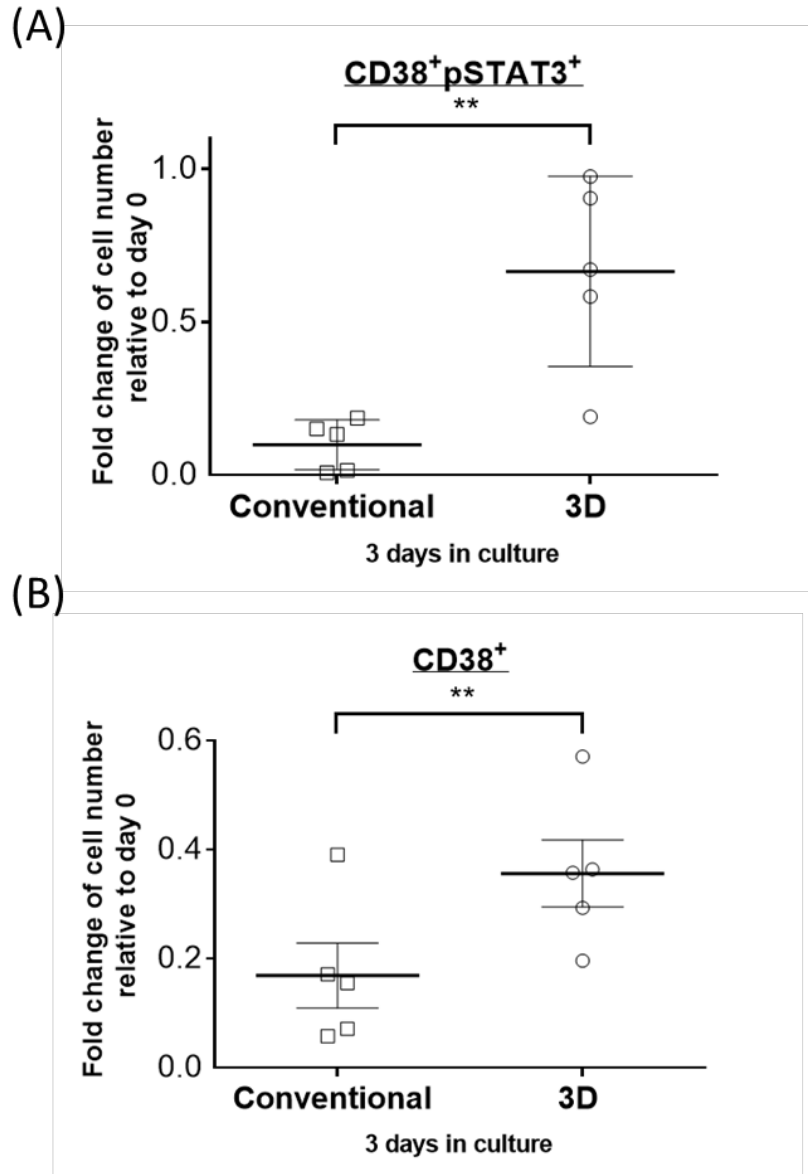 (A)
CD38⁺pSTAT3⁺
**
Fold change of cell number
relative to day 0
1.0
0.5
0.0
Conventional 3D
3 days in culture
(B)
CD38⁺
**
Fold change of cell number
relative to day 0
0.6
0.4
0.2
0.0
Conventional 3D
3 days in culture